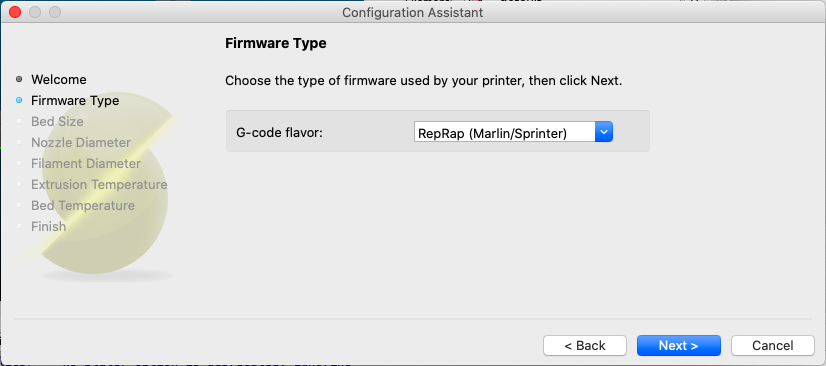 Configuration Assistant
Firmware Type
Welcome
Firmware Type
Bed Size
Nozzle Diameter
Filament Diameter
Extrusion Temperature
Bed Temperature
Finish
Choose the type of firmware used by your printer, then click Next.
G-code flavor:
RepRap (Marlin/Sprinter)
< Back
Next >
Cancel